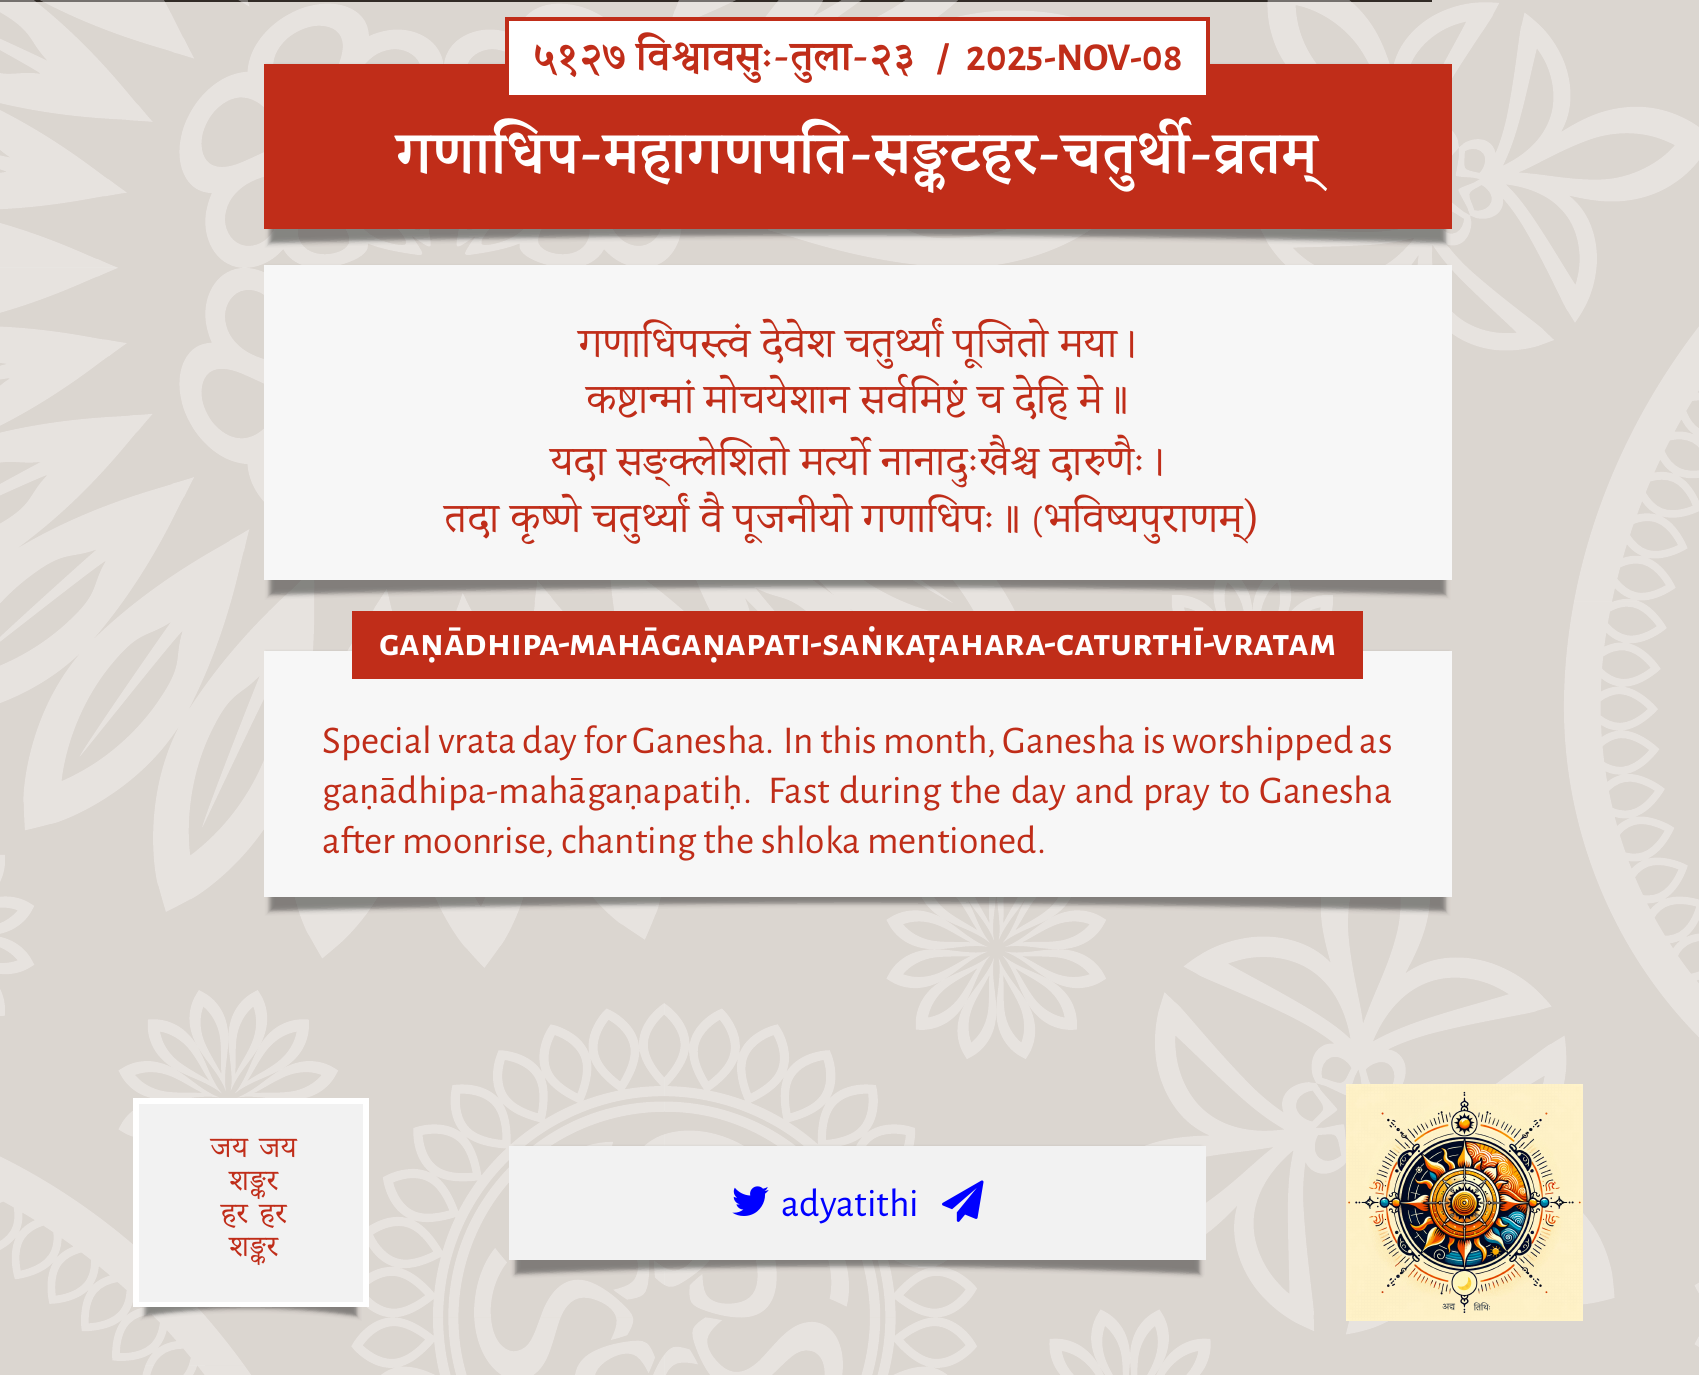 ५१२७ विश्वावसुः-तुला-२३ / 2025-NOV-08
गणाधिप-महागणपति-सङ्कटहर-चतुर्थी-व्रतम्
गणाधिपस्त्वं देवेश चतुर्थ्यां पूजितो मया।
कष्टान्मां मोचयेशान सर्वमिष्टं च देहि मे॥
यदा सङ्क्लेशितो मर्त्यो नानादुःखैश्च दारुणैः।
तदा कृष्णे चतुर्थ्यां वै पूजनीयो गणाधिपः॥ (भविष्यपुराणम्)
GAṆĀDHIPA-MAHĀGAṆAPATI-SAṄKAṬAHARA-CATURTHĪ-VRATAM
Special vrata day for Ganesha. In this month, Ganesha is worshipped as
gaṇādhipa-mahāgaṇapatiḥ. Fast during the day and pray to Ganesha
after moonrise, chanting the shloka mentioned.
जय जय
शङ्कर
हर हर
शङ्कर
adyatithi
अद्य तिथिः